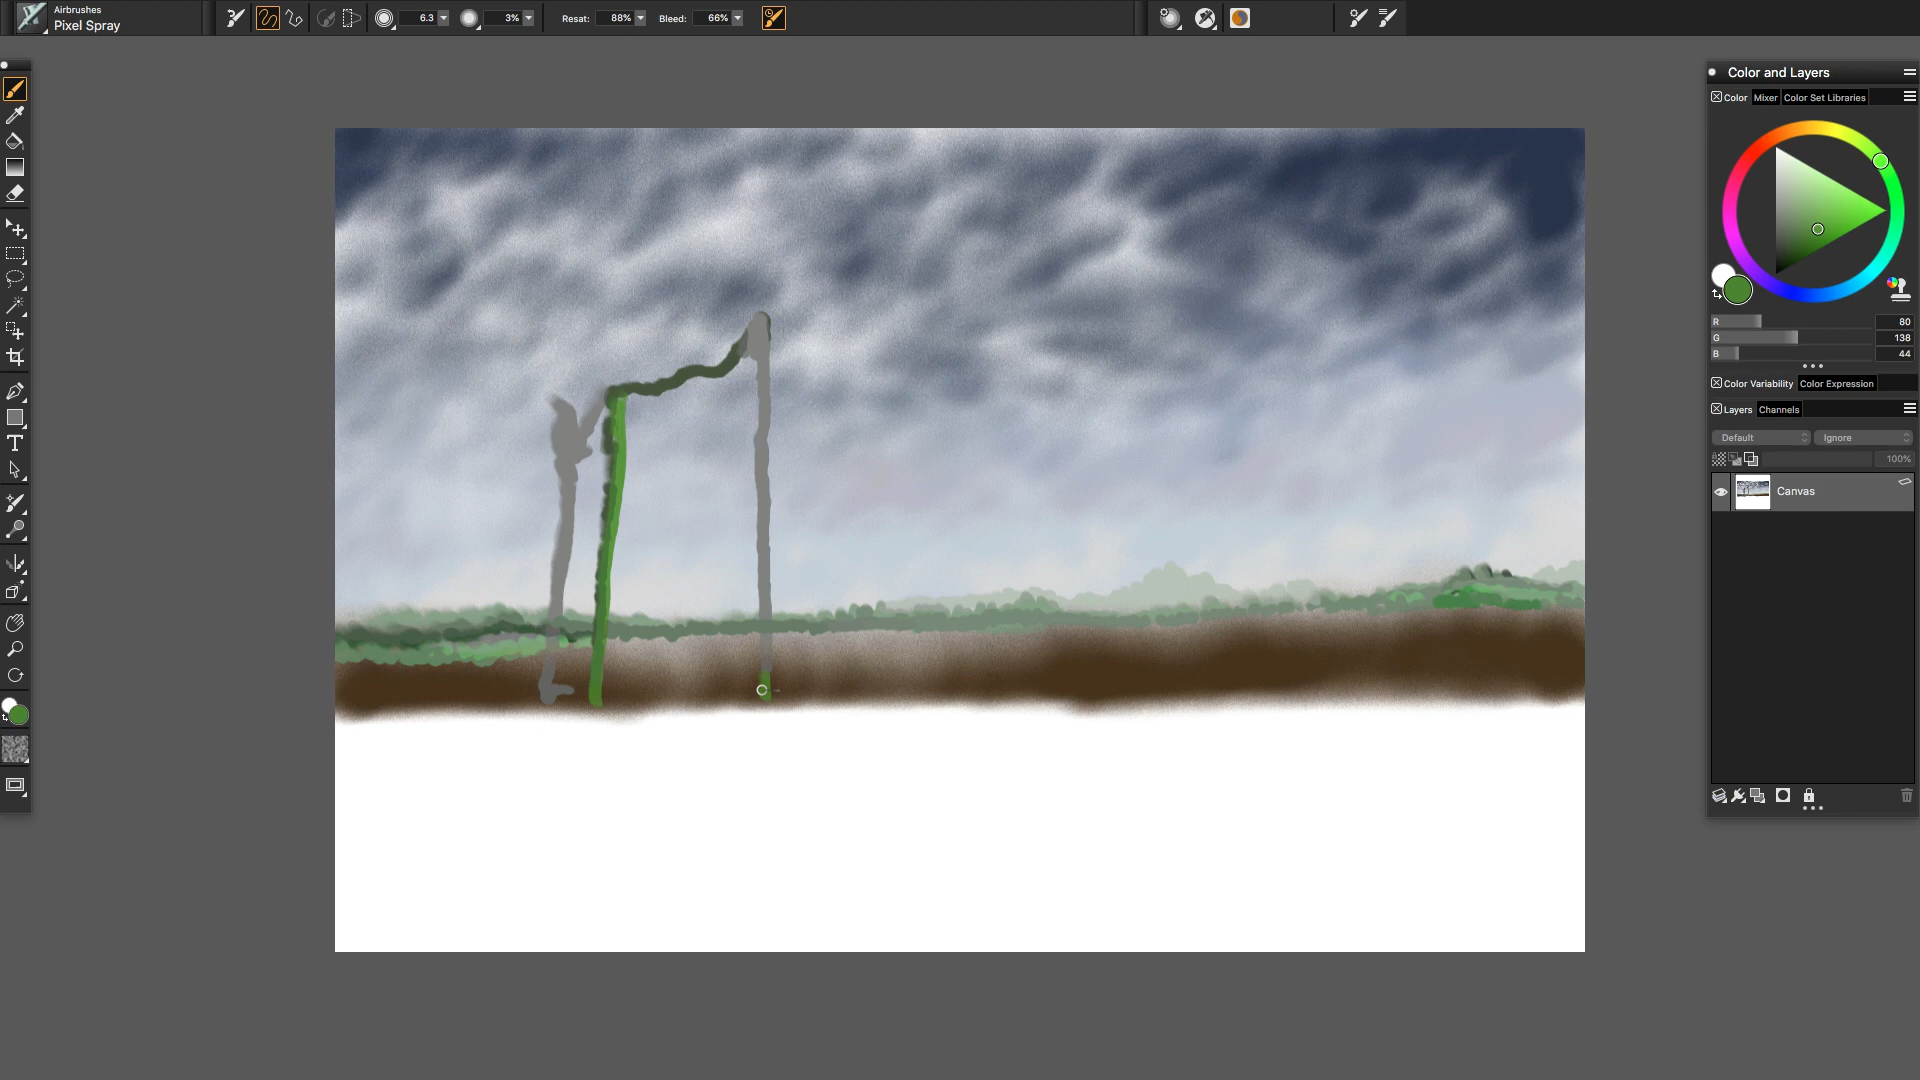 Airbrushes
Pixel Spray
6.3
3%
Resat: 88%
Bleed: 66%
Color and Layers
Color Mixer Color Set Libraries
R 80
G 138
B 44
Color Variability Color Expression
Layers Channels
Default Ignore
100%
Canvas
T